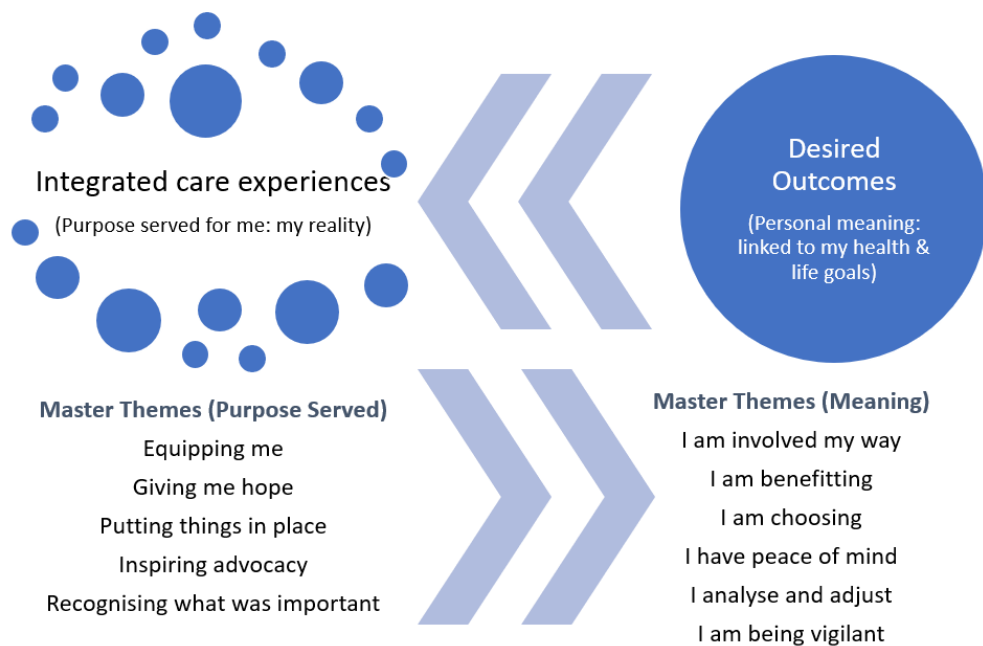 Integrated care experiences
(Purpose served for me: my reality)
Desired
Outcomes
(Personal meaning:
linked to my health &
life goals)
Master Themes (Purpose Served)
Equipping me
Giving me hope
Putting things in place
Inspiring advocacy
Recognising what was important
Master Themes (Meaning)
I am involved my way
I am benefitting
I am choosing
I have peace of mind
I analyse and adjust
I am being vigilant